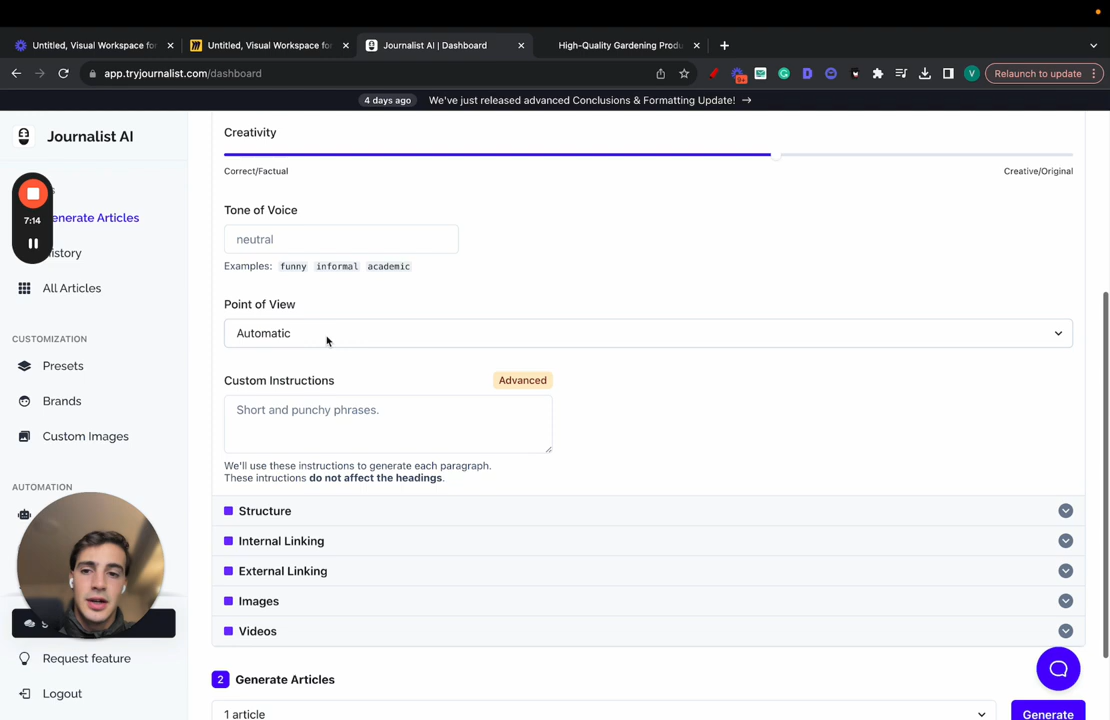 Untitled, Visual Workspace for
Untitled, Visual Workspace for
Journalist AI | Dashboard
High-Quality Gardening Produ
app.tryjournalist.com/dashboard
Relaunch to update
V
4 days ago
We've just released advanced Conclusions & Formatting Update! →
Journalist AI
7:14
enerate Articles
istory
All Articles
CUSTOMIZATION
Presets
Brands
Custom Images
AUTOMATION
Request feature
Logout
Creativity
Correct/Factual
Creative/Original
Tone of Voice
neutral
Examples: funny informal academic
Point of View
Automatic
Custom Instructions
Advanced
Short and punchy phrases.
We'll use these instructions to generate each paragraph.
These intructions do not affect the headings.
Structure
Internal Linking
External Linking
Images
Videos
2 Generate Articles
1 article
Generate